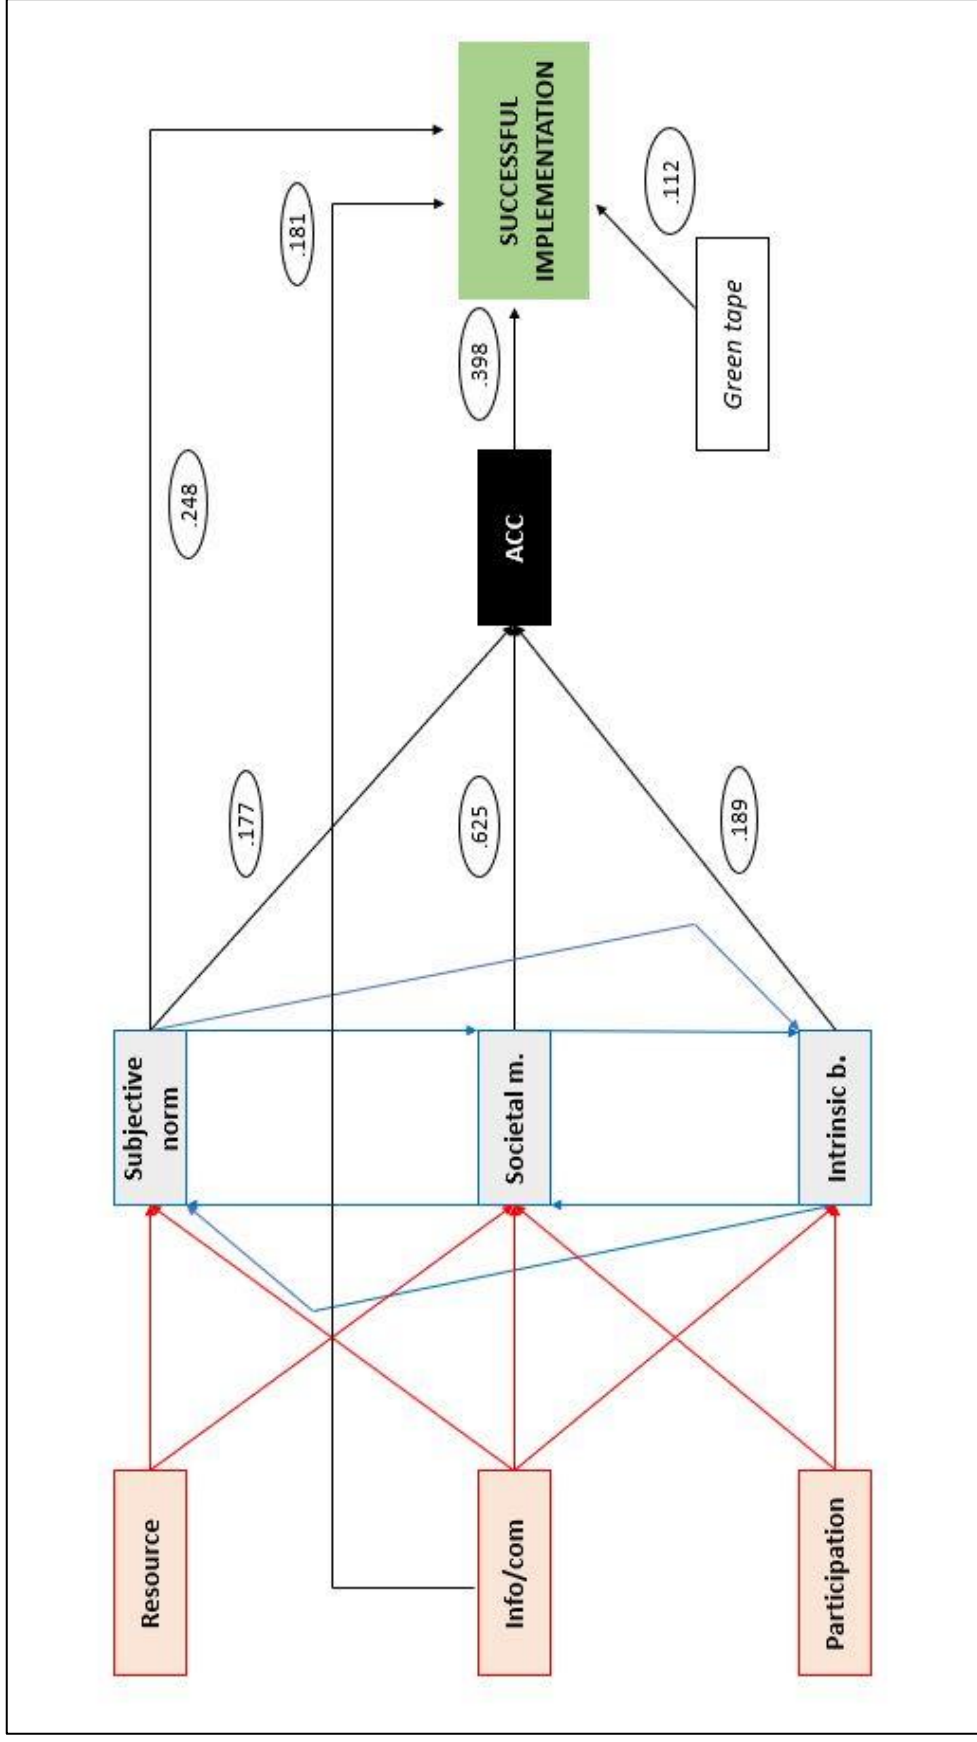 Resource
Info/com
Participation
Subjective
norm
Societal m.
Intrinsic b.
.177
.625
.189
.248
.181
ACC
.398
SUCCESSFUL
IMPLEMENTATION
.112
Green tape